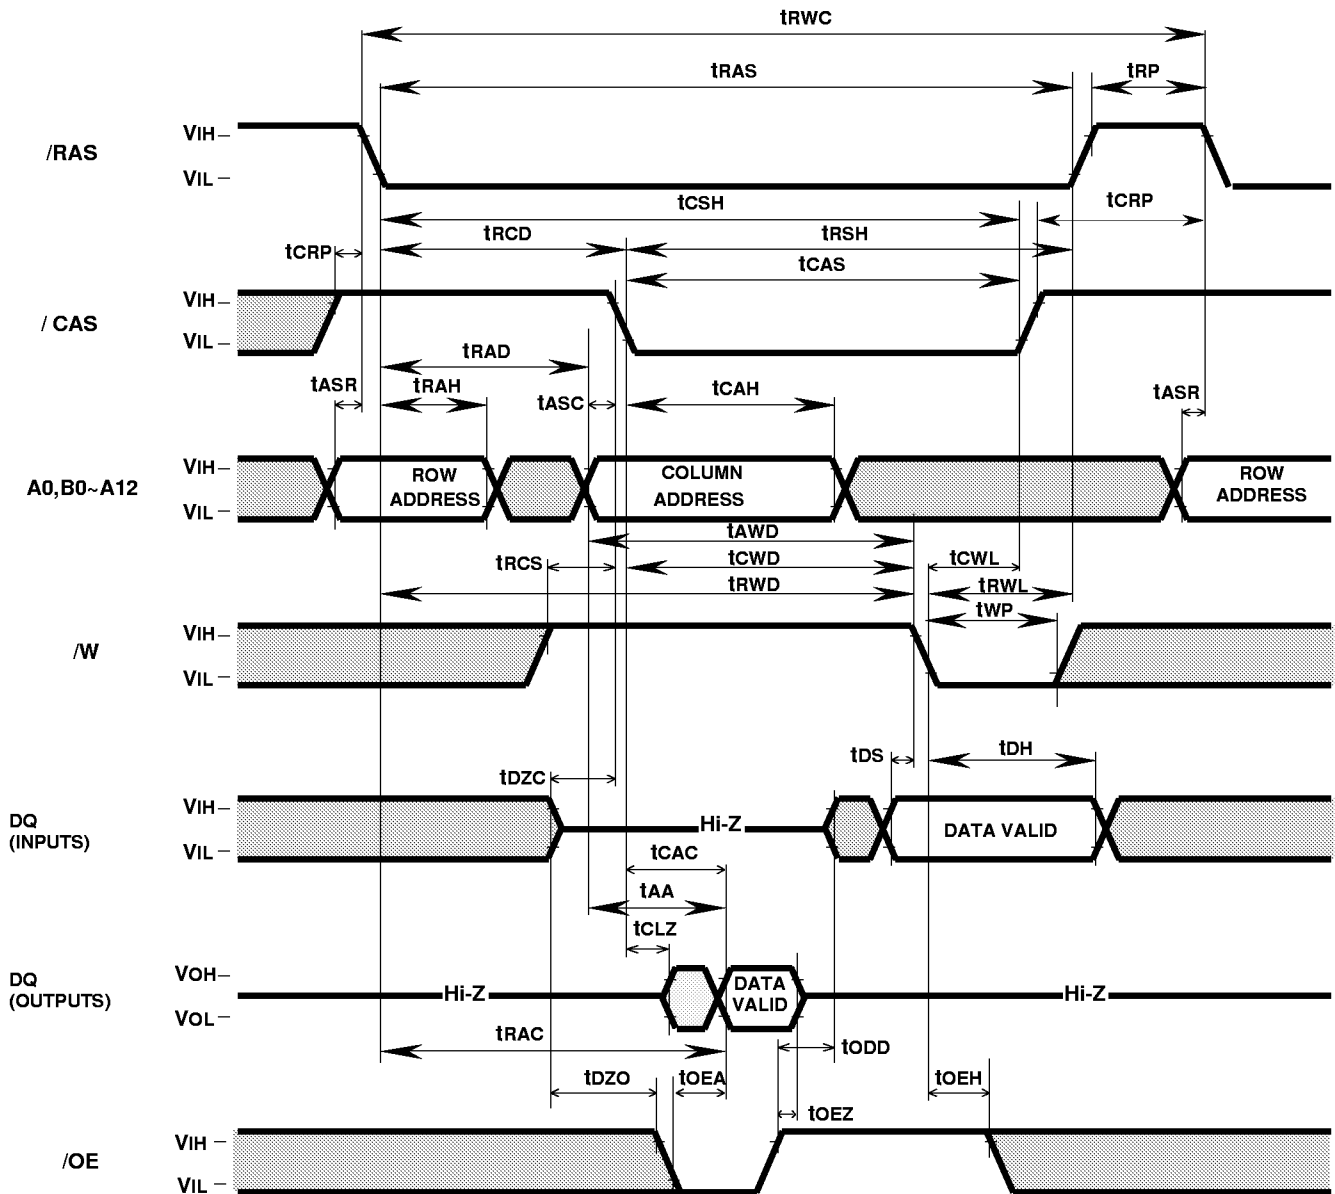 tRWC
tRAS
tRP
/RAS
VIH
VIL
tCSH
tCRP
tRCD
tRSH
tCRP
tCAS
/ CAS
VIH
VIL
tRAD
tASR
tRAH
tASC
tCAH
tASR
A0,B0~A12
VIH
VIL
ROW
ADDRESS
COLUMN
ADDRESS
ROW
ADDRESS
tAWD
tRCS
tCWD
tCWL
tRWD
tRWL
tWP
/W
VIH
VIL
tDS
tDH
tDZC
DQ
(INPUTS)
VIH
VIL
Hi-Z
DATA VALID
tCAC
tAA
tCLZ
DQ
(OUTPUTS)
VOH
VOL
Hi-Z
DATA
VALID
Hi-Z
tRAC
tODD
tDZO
tOEA
tOEH
tOEZ
/OE
VIH
VIL